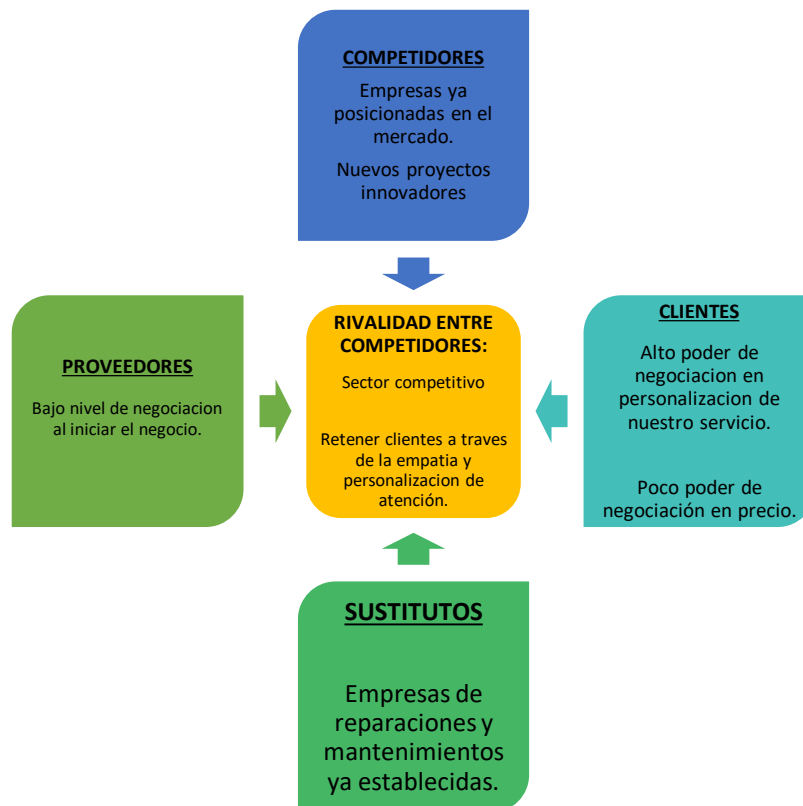 COMPETIDORES
Empresas ya
posicionadas en el
mercado.
Nuevos proyectos
innovadores
PROVEEDORES
Bajo nivel de negociacion
al iniciar el negocio.
RIVALIDAD ENTRE
COMPETIDORES:
Sector competitivo
Retener clientes a traves
de la empatia y
personalizacion de
atención.
CLIENTES
Alto poder de
negociacion en
personalizacion de
nuestro servicio.
Poco poder de
negociación en precio.
SUSTITUTOS
Empresas de
reparaciones y
mantenimientos
ya establecidas.